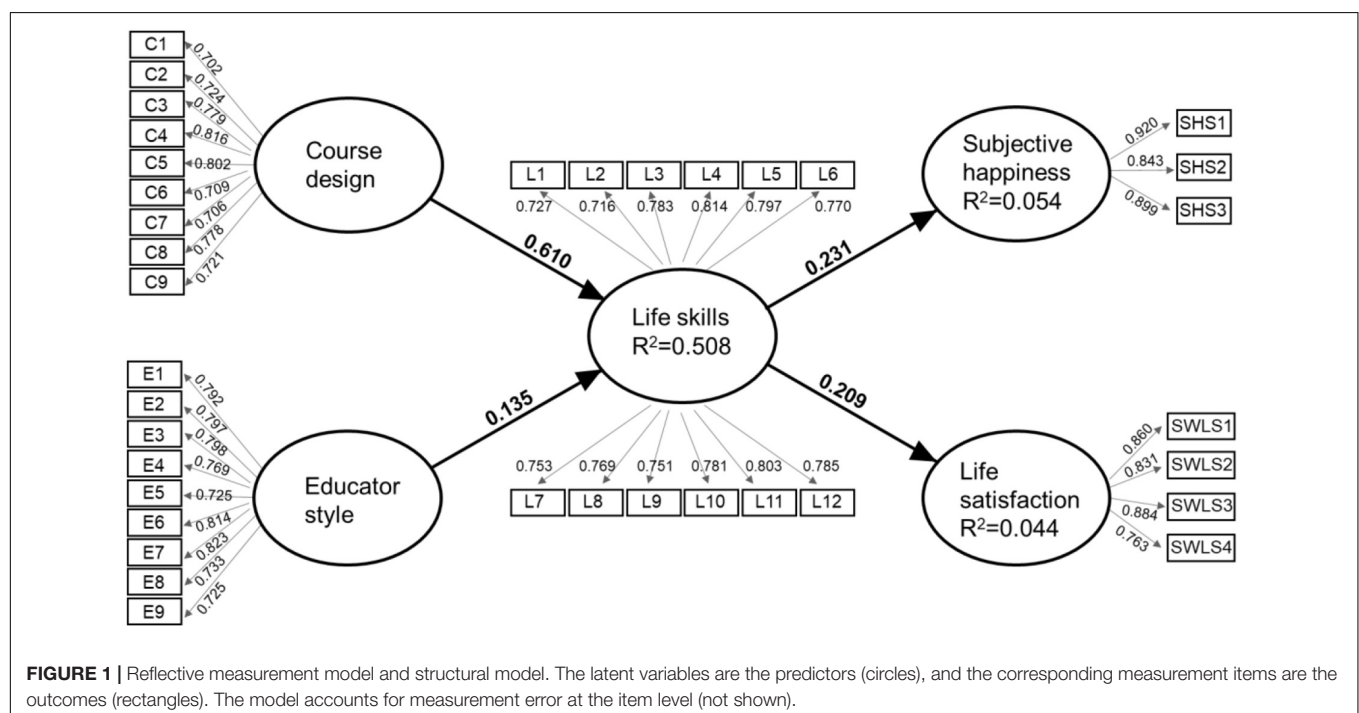 C1
C2
C3
C4
C5
C6
C7
C8
C9
0.702
0.724
0.779
0.816
0.802
0.709
0.706
0.778
0.721
Course
design
0.610
E1
E2
E3
E4
E5
E6
E7
E8
E9
0.792
0.797
0.798
0.769
0.725
0.814
0.823
0.733
0.725
Educator
style
0.135
L1 L2 L3 L4 L5 L6
0.727 0.716 0.783 0.814 0.797 0.770
Life skills
R²=0.508
0.753 0.769 0.751 0.781 0.803 0.785
L7 L8 L9 L10 L11 L12
0.231
Subjective
happiness
R²=0.054
0.920
0.843
0.899
SHS1
SHS2
SHS3
0.209
Life
satisfaction
R²=0.044
0.860
0.831
0.884
0.763
SWLS1
SWLS2
SWLS3
SWLS4
FIGURE 1 | Reflective measurement model and structural model. The latent variables are the predictors (circles), and the corresponding measurement items are the
outcomes (rectangles). The model accounts for measurement error at the item level (not shown).